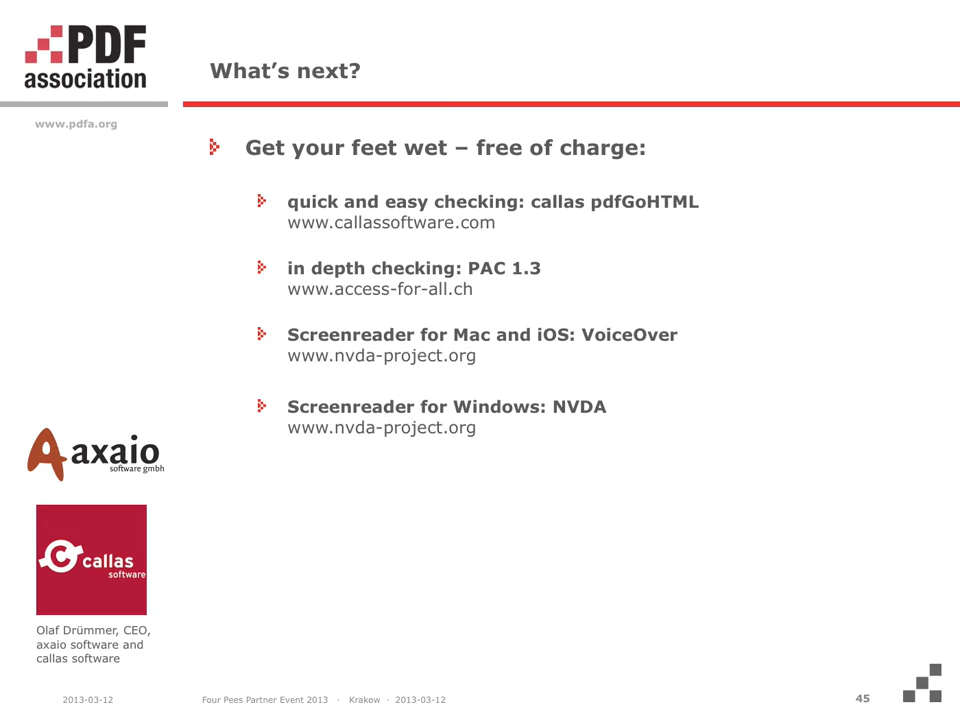 PDF
association
What's next?
www.pdfa.org
Get your feet wet – free of charge:
quick and easy checking: callas pdfGoHTML
www.callassoftware.com
in depth checking: PAC 1.3
www.access-for-all.ch
Screenreader for Mac and iOS: VoiceOver
www.nvda-project.org
Screenreader for Windows: NVDA
www.nvda-project.org
axaio
software gmbh
callas
software
Olaf Drümmer, CEO,
axaio software and
callas software
2013-03-12
Four Pees Partner Event 2013 · Krakow · 2013-03-12
45